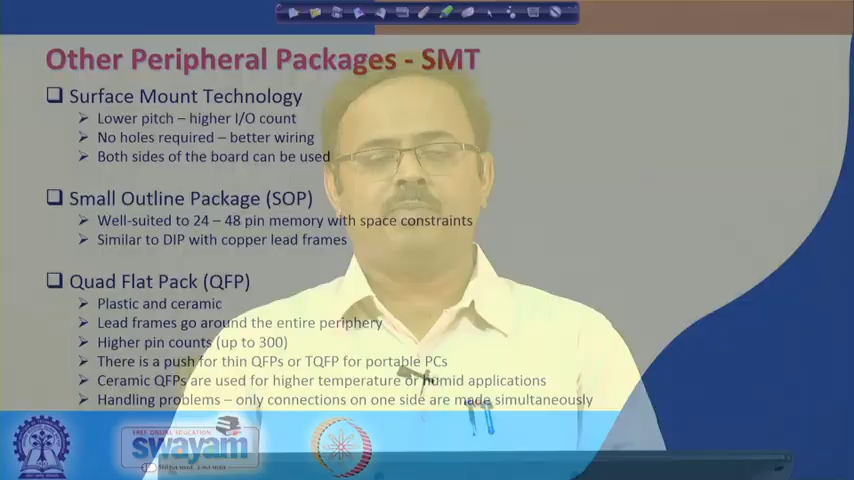 Other Peripheral Packages - SMT
Surface Mount Technology
Lower pitch – higher I/O count
No holes required – better wiring
Both sides of the board can be used
Small Outline Package (SOP)
Well-suited to 24 – 48 pin memory with space constraints
Similar to DIP with copper lead frames
Quad Flat Pack (QFP)
Plastic and ceramic
Lead frames go around the entire periphery
Higher pin counts (up to 300)
There is a push for thin QFPs or TQFP for portable PCs
Ceramic QFPs are used for higher temperature or humid applications
Handling problems – only connections on one side are made simultaneously
FREE ONLINE EDUCATION
swayam